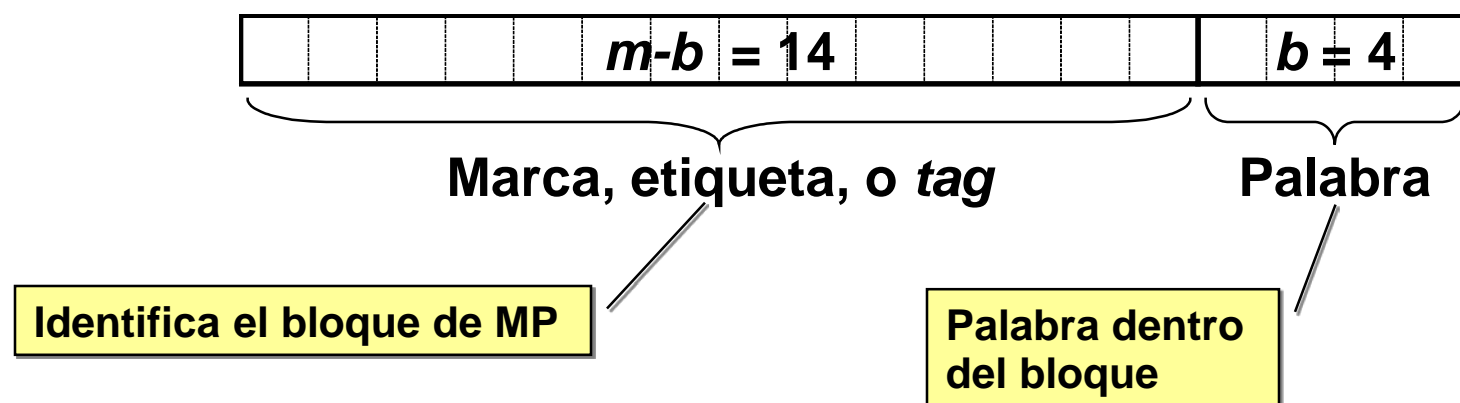 m-b = 14
b = 4
Marca, etiqueta, o tag
Palabra
Identifica el bloque de MP
Palabra dentro
del bloque